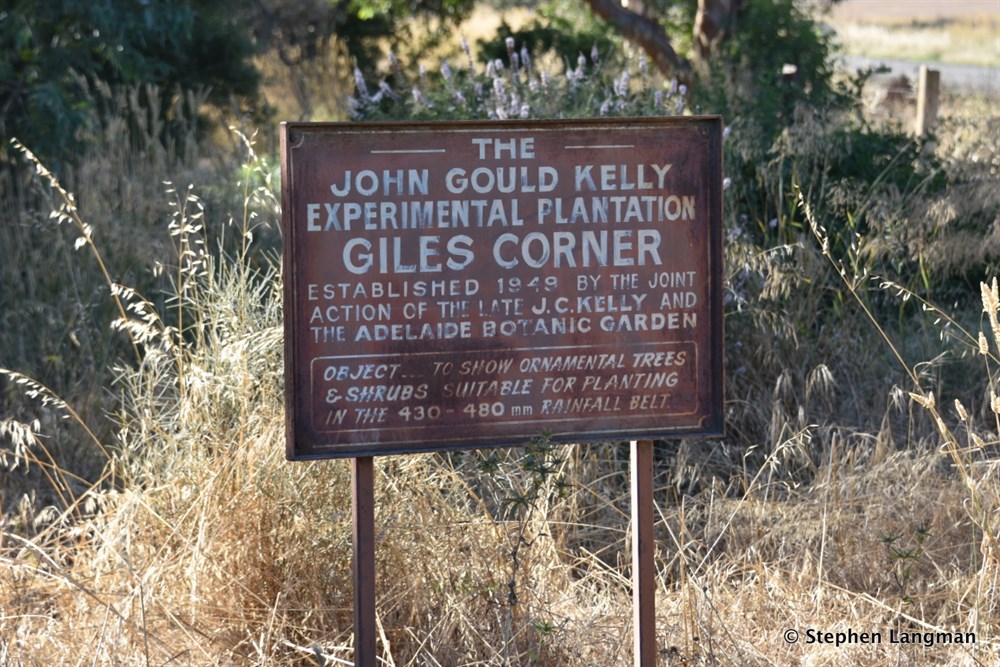 THE
JOHN GOULD KELLY
EXPERIMENTAL PLANTATION
GILES CORNER
ESTABLISHED 1949 BY THE JOINT
ACTION OF THE LATE J.C.KELLY AND
THE ADELAIDE BOTANIC GARDEN
OBJECT... TO SHOW ORNAMENTAL TREES
& SHRUBS SUITABLE FOR PLANTING
IN THE 430 - 480 mm RAINFALL BELT.
© Stephen Langman